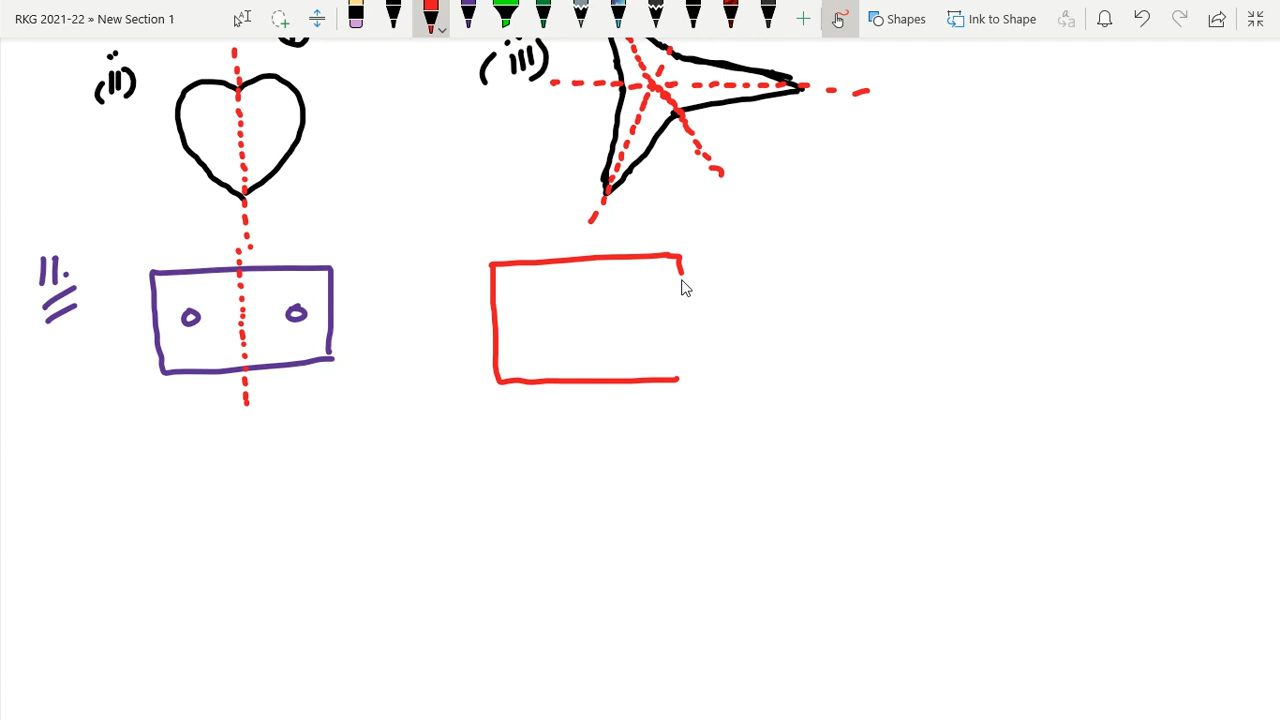 RKG 2021-22 » New Section 1
Shapes
Ink to Shape
(ii)
(iii)
11.